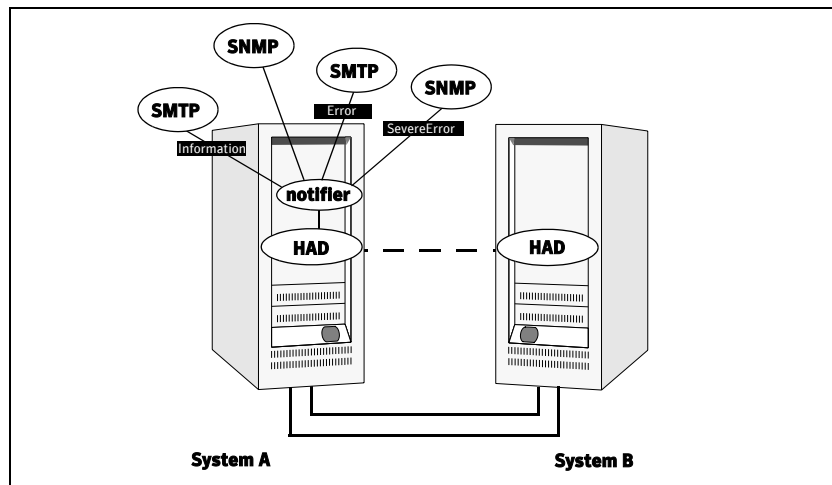 SNMP
SMTP
SNMP
SMTP
Error
SevereError
Information
notifier
HAD
HAD
System A
System B